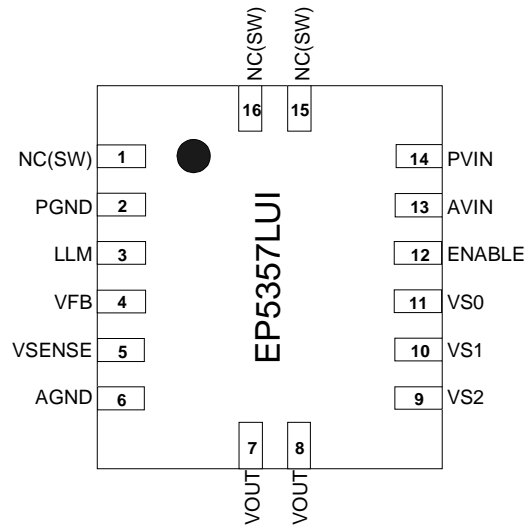 NC(SW)
NC(SW)
16
15
NC(SW) 1
14 PVIN
PGND 2
13 AVIN
LLM 3
12 ENABLE
VFB 4
11 VS0
VSENSE 5
10 VS1
AGND 6
9 VS2
EP5357LUI
7
8
VOUT
VOUT